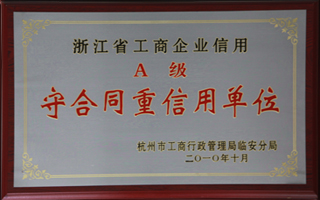 浙江省工商企业信用
A 级
守合同重信用单位
杭州市工商行政管理局临安分局
二〇一〇年十月